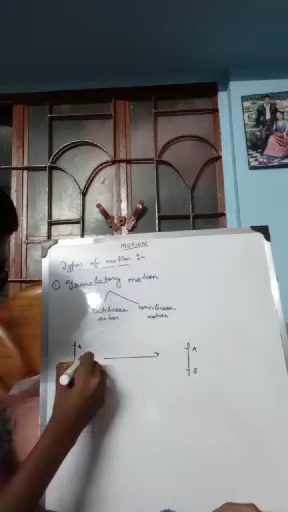 MOTION
Types of motion :-
① Translatory motion
Rectilinear curvilinear
motion motion
A A
B